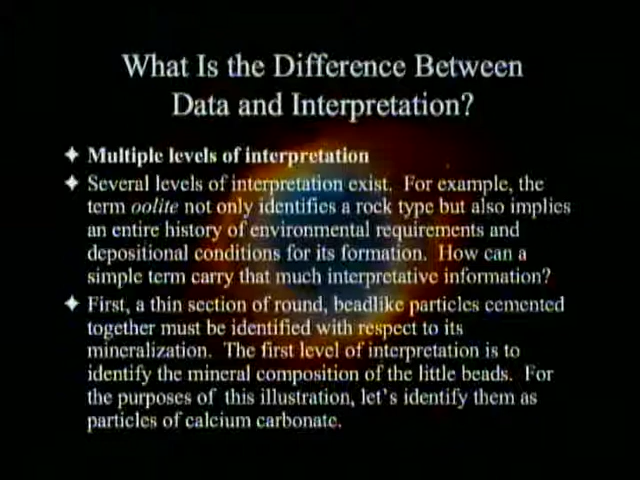 What Is the Difference Between
Data and Interpretation?
✦ Multiple levels of interpretation
✦ Several levels of interpretation exist. For example, the
term oolite not only identifies a rock type but also implies
an entire history of environmental requirements and
depositional conditions for its formation. How can a
simple term carry that much interpretative information?
✦ First, a thin section of round, beadlike particles cemented
together must be identified with respect to its
mineralization. The first level of interpretation is to
identify the mineral composition of the little beads. For
the purposes of this illustration, let's identify them as
particles of calcium carbonate.